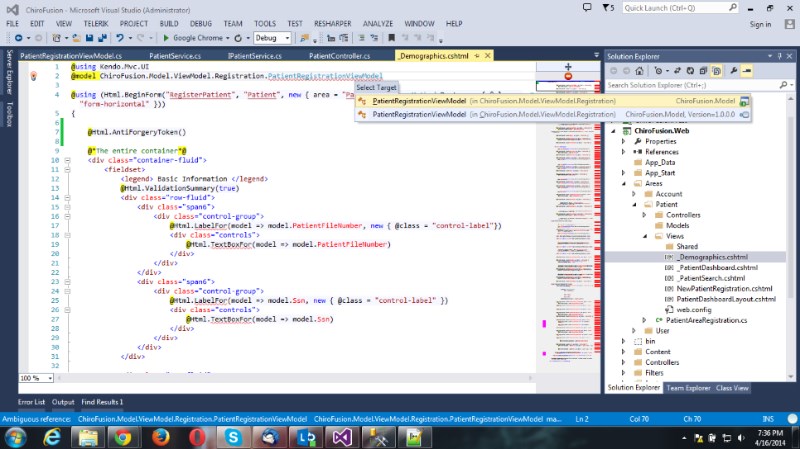 ChiroFusion - Microsoft Visual Studio (Administrator)
5
Quick Launch (Ctrl+Q)
FILE EDIT VIEW TELERIK PROJECT BUILD DEBUG TEAM TOOLS TEST RESHARPER ANALYZE WINDOW HELP
Sign in
Google Chrome
Debug
Server Explorer
Toolbox
PatientRegistrationViewModel.cs PatientService.cs IPatientService.cs PatientController.cs _Demographics.cshtml
1 @using Kendo.Mvc.UI
2 @model ChiroFusion.Model.ViewModel.Registration.PatientRegistrationViewModel
3
Select Target
4 @using (Html.BeginForm("RegisterPatient", "Patient", new { area = "Pa
PatientRegistrationViewModel (in ChiroFusion.Model.ViewModel.Registration) ChiroFusion.Model
"form-horizontal" }))
PatientRegistrationViewModel (in ChiroFusion.Model.ViewModel.Registration) ChiroFusion.Model, Version=1.0.0.0
5 {
6
7 @Html.AntiForgeryToken()
8
9 @*The entire container*@
10 <div class="container-fluid">
11 <fieldset>
12 <legend> Basic Information </legend>
13 @Html.ValidationSummary(true)
14 <div class="row-fluid">
15 <div class="span6">
16 <div class="control-group">
17 @Html.LabelFor(model => model.PatientFileNumber, new { @class = "control-label"})
18 <div class="controls">
19 @Html.TextBoxFor(model => model.PatientFileNumber)
20 </div>
21 </div>
22 </div>
23 <div class="span6">
24 <div class="control-group">
25 @Html.LabelFor(model => model.Ssn, new { @class = "control-label" })
26 <div class="controls">
27 @Html.TextBoxFor(model => model.Ssn)
28 </div>
29 </div>
30 </div>
31 </div>
32
100 %
Solution Explorer
Search Solution Explorer (Ctrl+;)
ChiroFusion.Web
Properties
References
App_Data
App_Start
Areas
Account
Patient
Controllers
Models
Views
Shared
_Demographics.cshtml
_PatientDashboard.cshtml
_PatientSearch.cshtml
NewPatientRegistration.cshtml
PatientDashboardLayout.cshtml
web.config
PatientAreaRegistration.cs
User
bin
Content
Controllers
Filters
Solution Explorer Team Explorer Class View
Error List Output Find Results 1
Ambiguous reference: ChiroFusion.Model.ViewModel.Registration.PatientRegistrationViewModel ChiroFusion.Model.ViewModel.Registration.PatientRegistrationViewModel ma... Ln 2 Col 70 Ch 70 INS
7:36 PM
4/16/2014